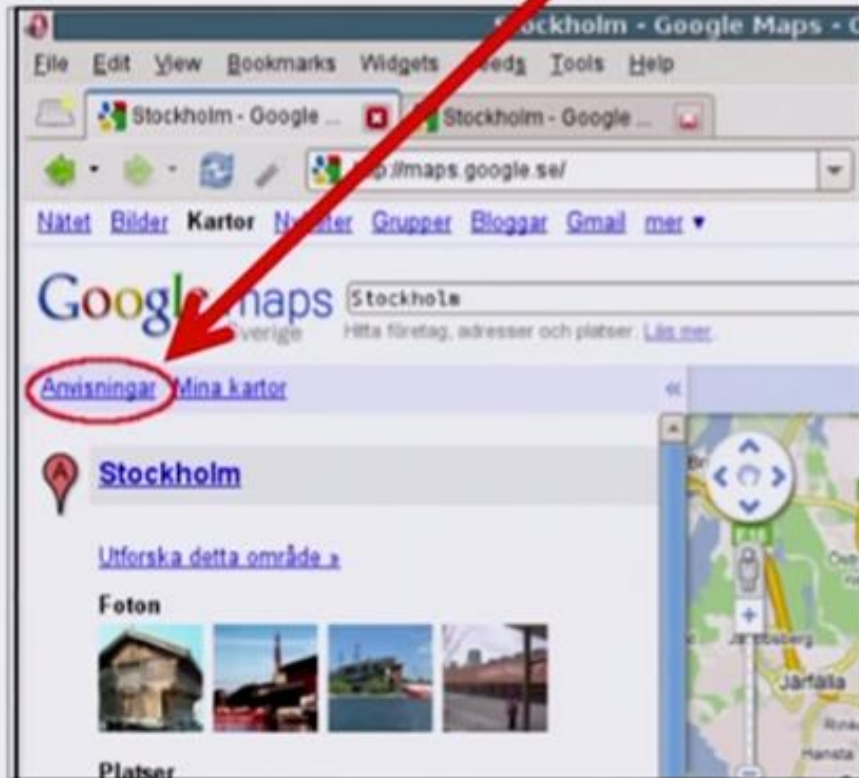 Stockholm - Google Maps -
File Edit View Bookmarks Widgets Feeds Tools Help
Stockholm - Google ... Stockholm - Google ...
maps.google.se/
Nätet Bilder Kartor Nyheter Grupper Bloggar Gmail mer ▼
Google maps Stockholm
Sverige Hitta företag, adresser och platser. Läs mer.
Anvisningar Mina kartor «
A Stockholm
Utforska detta område »
Foton
Järfälla
Hansta
Platser